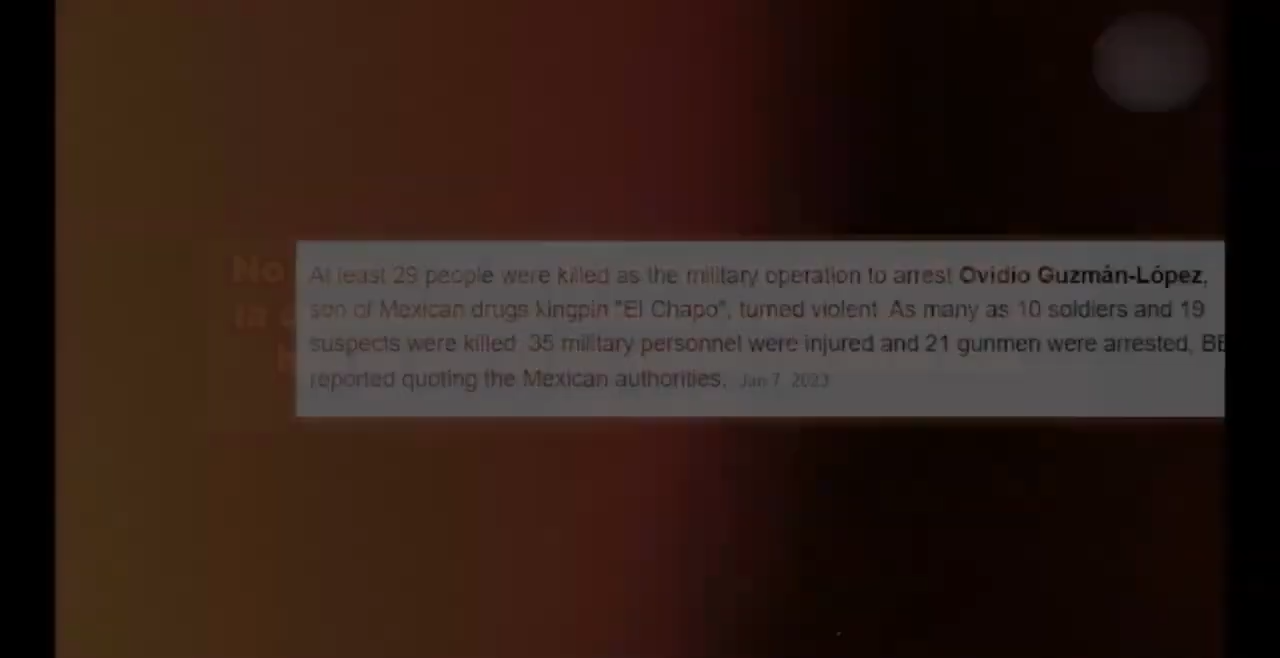 No
At least 29 people were killed as the military operation to arrest Ovidio Guzmán-López,
son of Mexican drugs kingpin "El Chapo", turned violent. As many as 10 soldiers and 19
suspects were killed. 35 military personnel were injured and 21 gunmen were arrested,
reported quoting the Mexican authorities. Jan 7, 2023